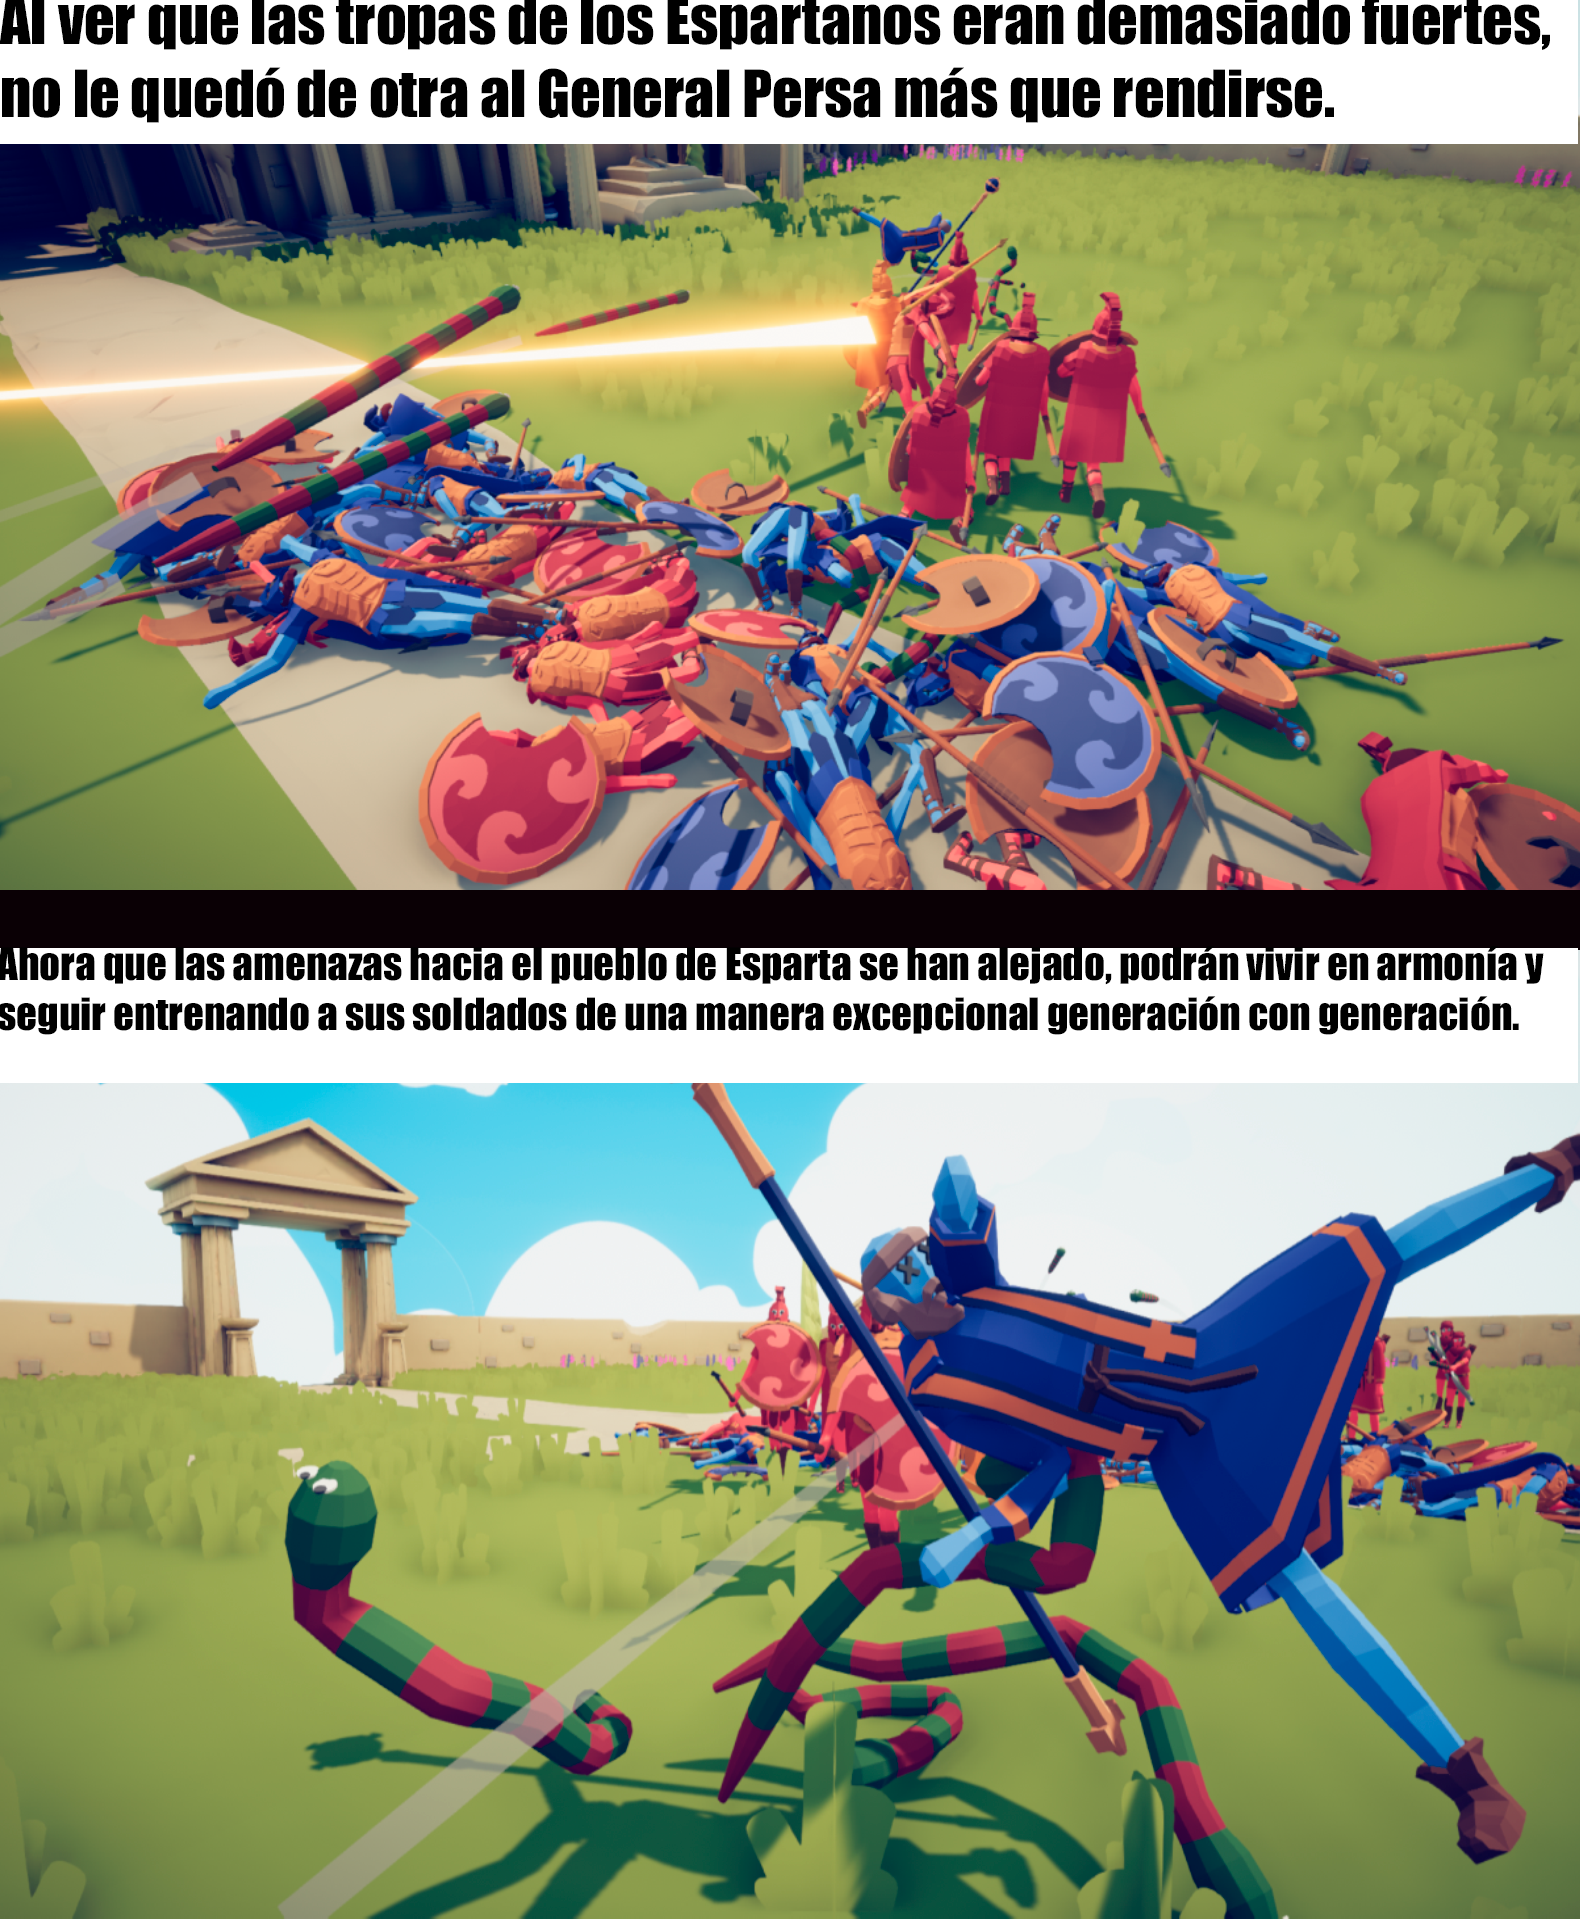 Al ver que las tropas de los Espartanos eran demasiado fuertes,
no le quedó de otra al General Persa más que rendirse.
Ahora que las amenazas hacia el pueblo de Esparta se han alejado, podrán vivir en armonía y
seguir entrenando a sus soldados de una manera excepcional generación con generación.